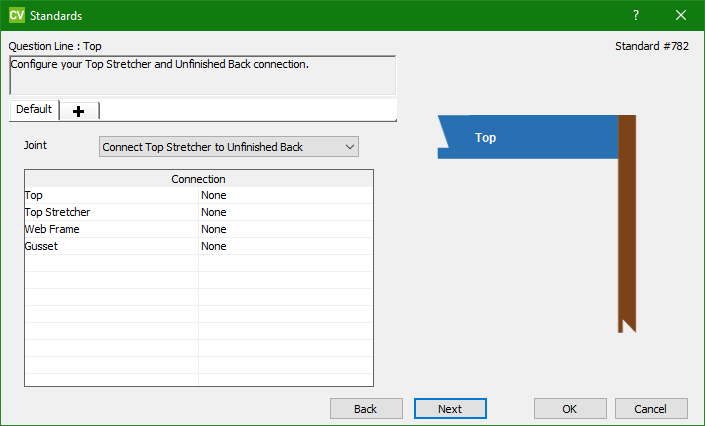 CV Standards ?
Question Line : Top
Standard #782
Configure your Top Stretcher and Unfinished Back connection.
Default
Joint
Connect Top Stretcher to Unfinished Back
Connection
Top None
Top Stretcher None
Web Frame None
Gusset None
Top
Back Next OK Cancel